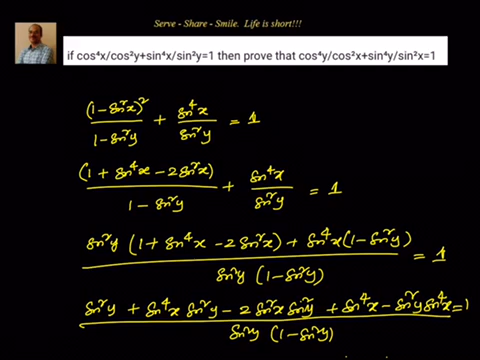 Serve - Share - Smile. Life is short!!!
if cos⁴x/cos²y+sin⁴x/sin²y=1 then prove that cos⁴y/cos²x+sin⁴y/sin²x=1
(1-sin²x)²/(1-sin²y) + sin⁴x/sin²y = 1
(1+sin⁴x-2sin²x)/(1-sin²y) + sin⁴x/sin²y = 1
(sin²y (1+sin⁴x-2sin²x) + sin⁴x(1-sin²y))/(sin²y (1-sin²y)) = 1
(sin²y + sin⁴x sin²y - 2 sin²x sin²y + sin⁴x - sin²y sin⁴x)/(sin²y (1-sin²y)) = 1